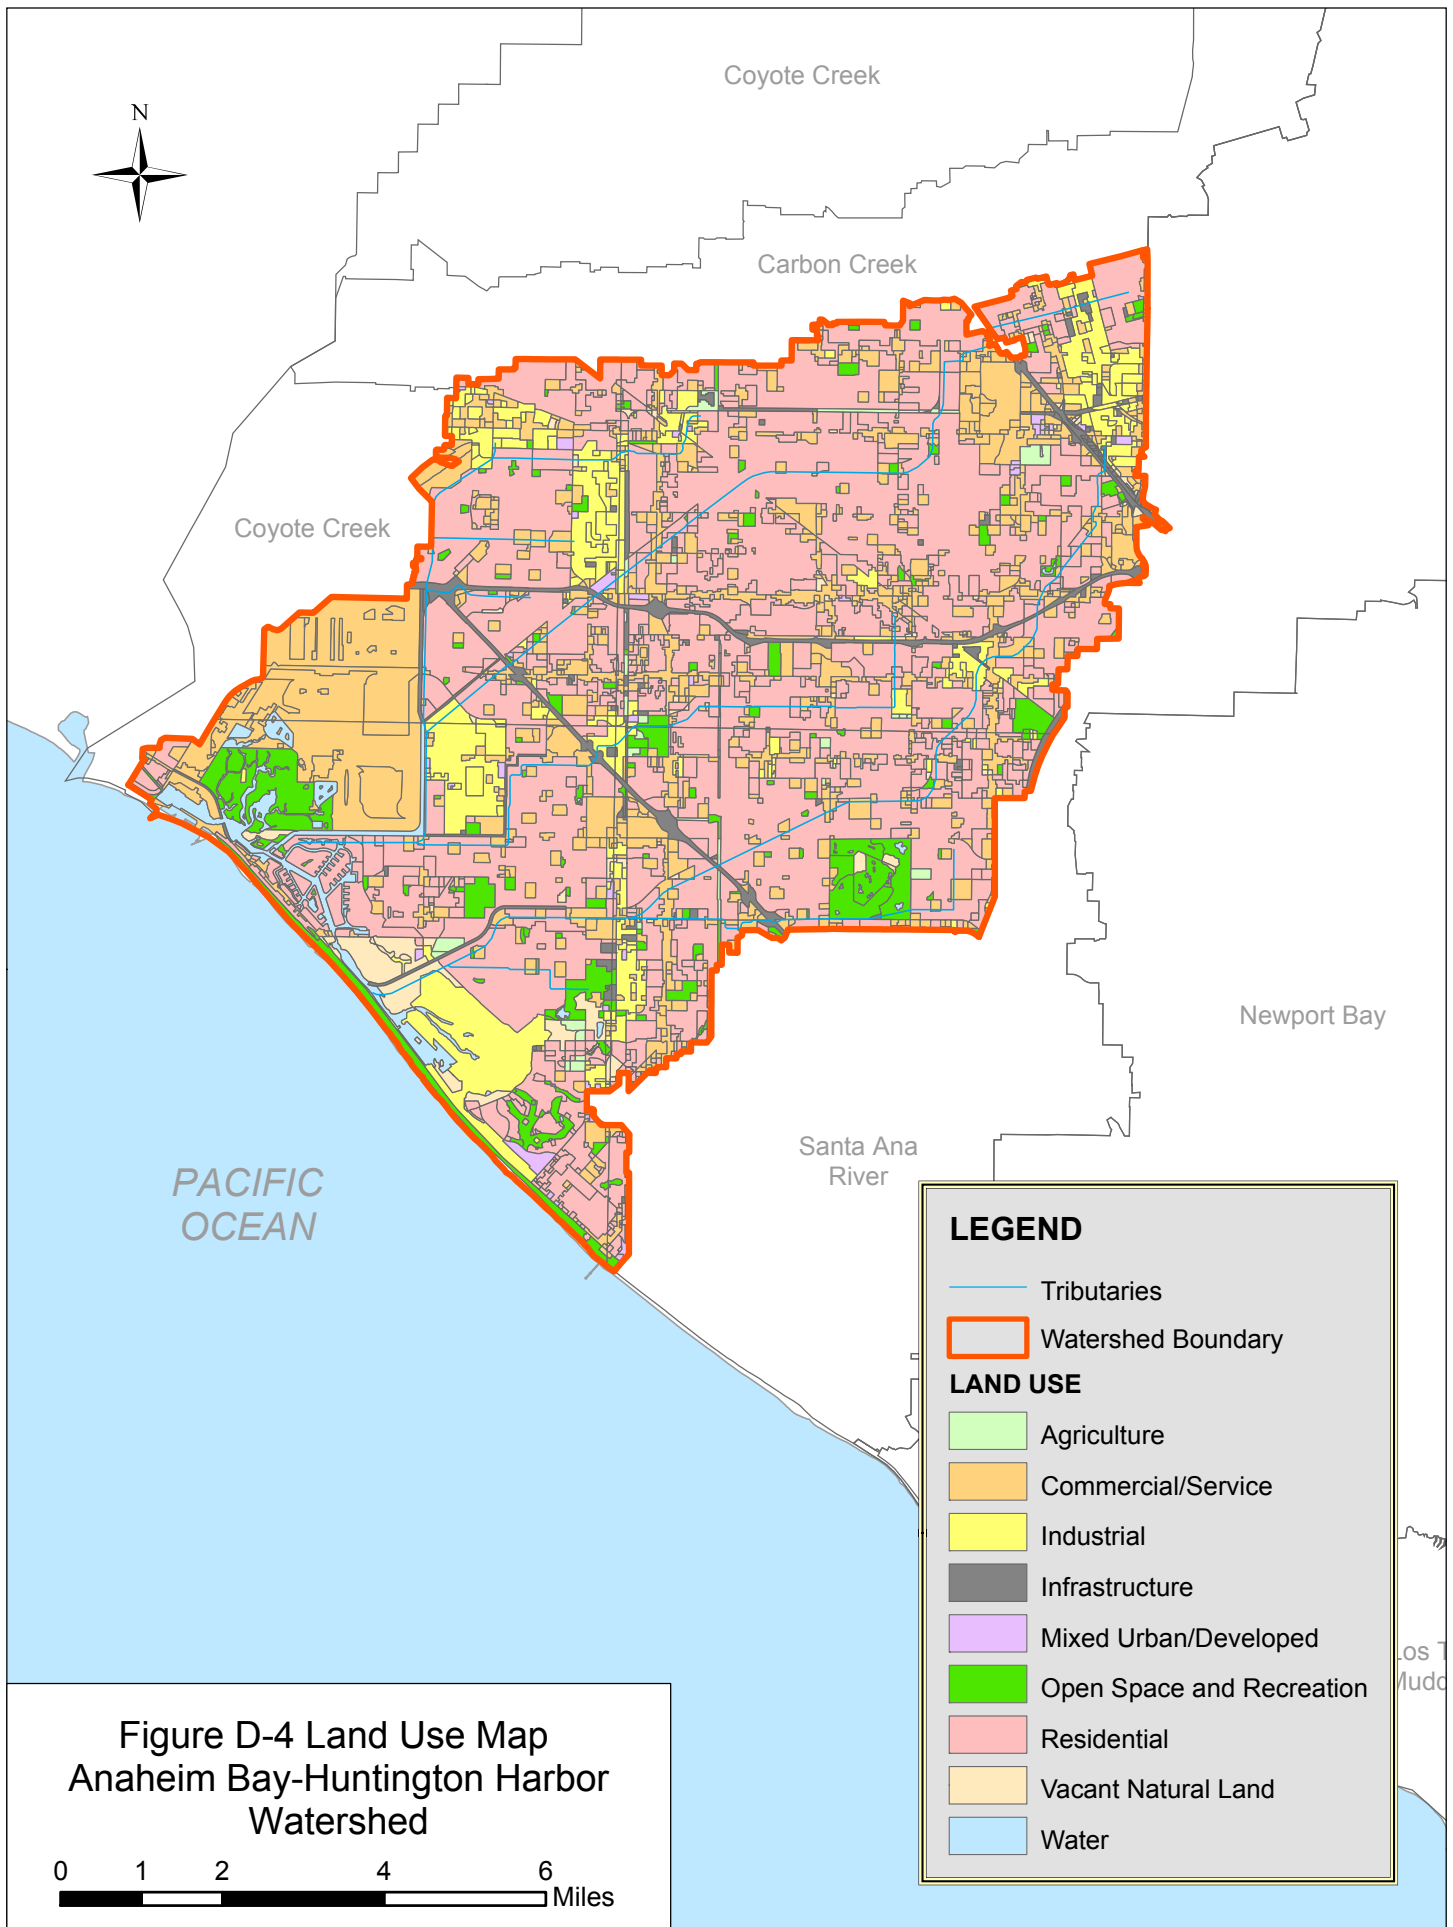 Coyote Creek
N
Carbon Creek
Coyote Creek
Newport Bay
Santa Ana
River
PACIFIC
OCEAN
LEGEND
Tributaries
Watershed Boundary
LAND USE
Agriculture
Commercial/Service
Industrial
Infrastructure
Mixed Urban/Developed
Open Space and Recreation
Residential
Vacant Natural Land
Water
Figure D-4 Land Use Map
Anaheim Bay-Huntington Harbor
Watershed
0 1 2 4 6
Miles